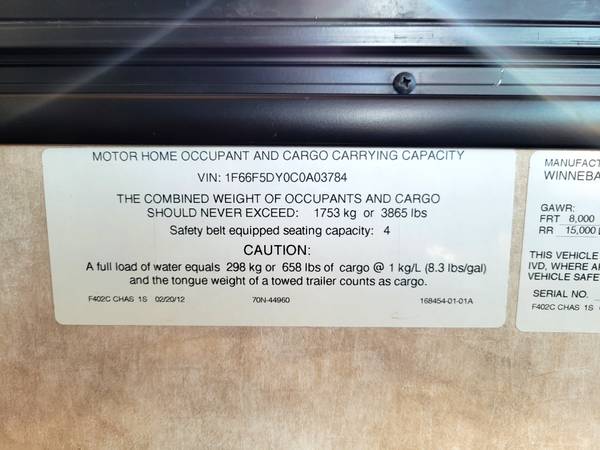 MOTOR HOME OCCUPANT AND CARGO CARRYING CAPACITY
VIN: 1F66F5DY0C0A03784
THE COMBINED WEIGHT OF OCCUPANTS AND CARGO
SHOULD NEVER EXCEED: 1753 kg or 3865 lbs
Safety belt equipped seating capacity: 4
CAUTION:
A full load of water equals 298 kg or 658 lbs of cargo @ 1 kg/L (8.3 lbs/gal)
and the tongue weight of a towed trailer counts as cargo.
F402C CHAS 1S 02/20/12 70N-44960 168454-01-01A
MANUFACT
WINNEBA
GAWR:
FRT 8,000
RR 15,000
THIS VEHICLE
IVD, WHERE A
VEHICLE SAFE
SERIAL NO.
F402C CHAS 1S